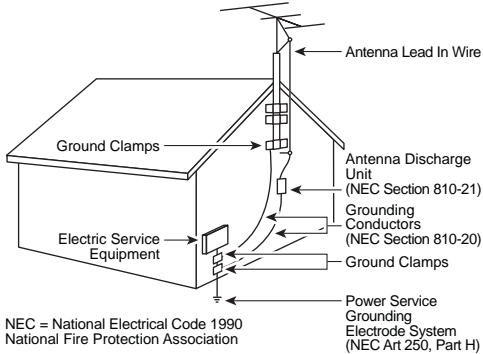 Antenna Lead In Wire
Ground Clamps
Antenna Discharge
Unit
(NEC Section 810-21)
Grounding
Conductors
(NEC Section 810-20)
Electric Service
Equipment
Ground Clamps
Power Service
Grounding
Electrode System
(NEC Art 250, Part H)
NEC = National Electrical Code 1990
National Fire Protection Association